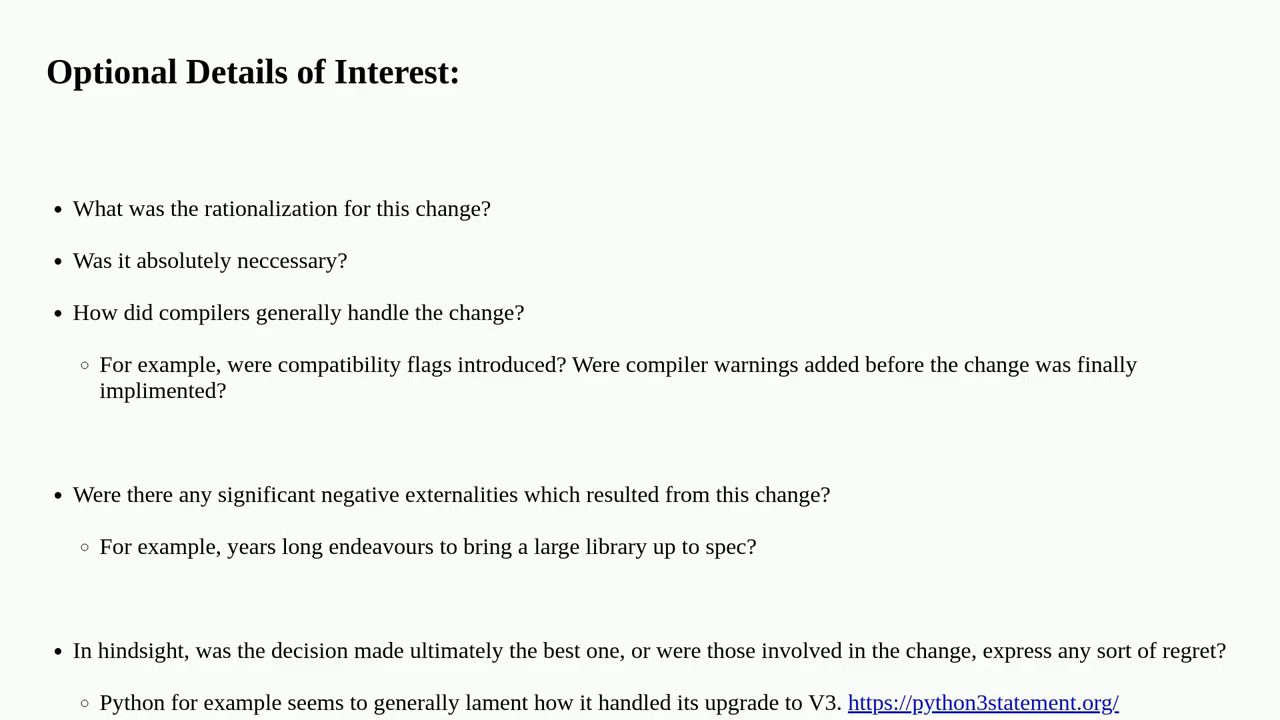 Optional Details of Interest:
What was the rationalization for this change?
Was it absolutely neccessary?
How did compilers generally handle the change?
For example, were compatibility flags introduced? Were compiler warnings added before the change was finally
implimented?
Were there any significant negative externalities which resulted from this change?
For example, years long endeavours to bring a large library up to spec?
In hindsight, was the decision made ultimately the best one, or were those involved in the change, express any sort of regret?
Python for example seems to generally lament how it handled its upgrade to V3. https://python3statement.org/